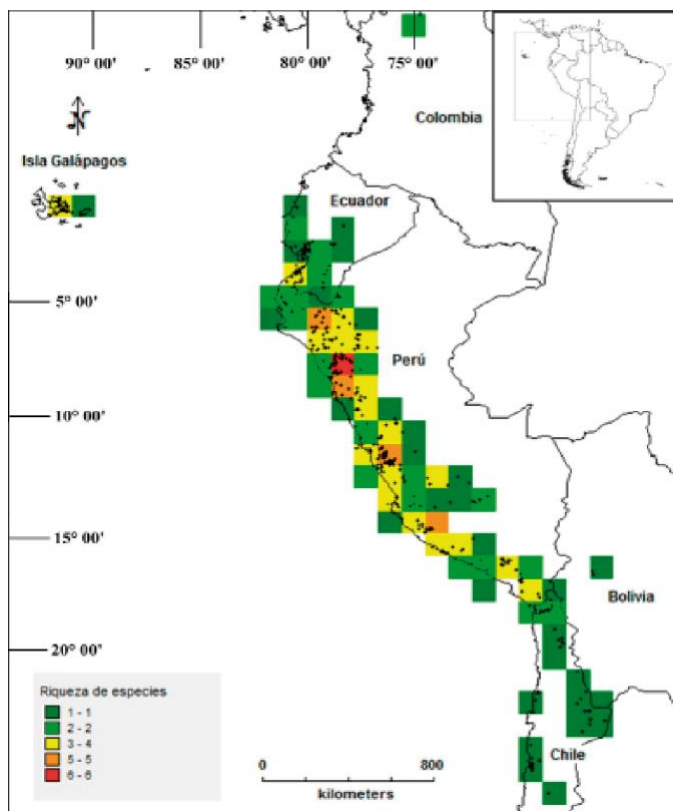 90° 00'
85° 00'
80° 00'
75° 00'
N
Colombia
Isla Galápagos
Ecuador
5° 00'
Perú
10° 00'
15° 00'
Bolivia
20° 00'
Riqueza de especies
1 - 1
2 - 2
3 - 4
5 - 5
6 - 6
0
800
kilometers
Chile